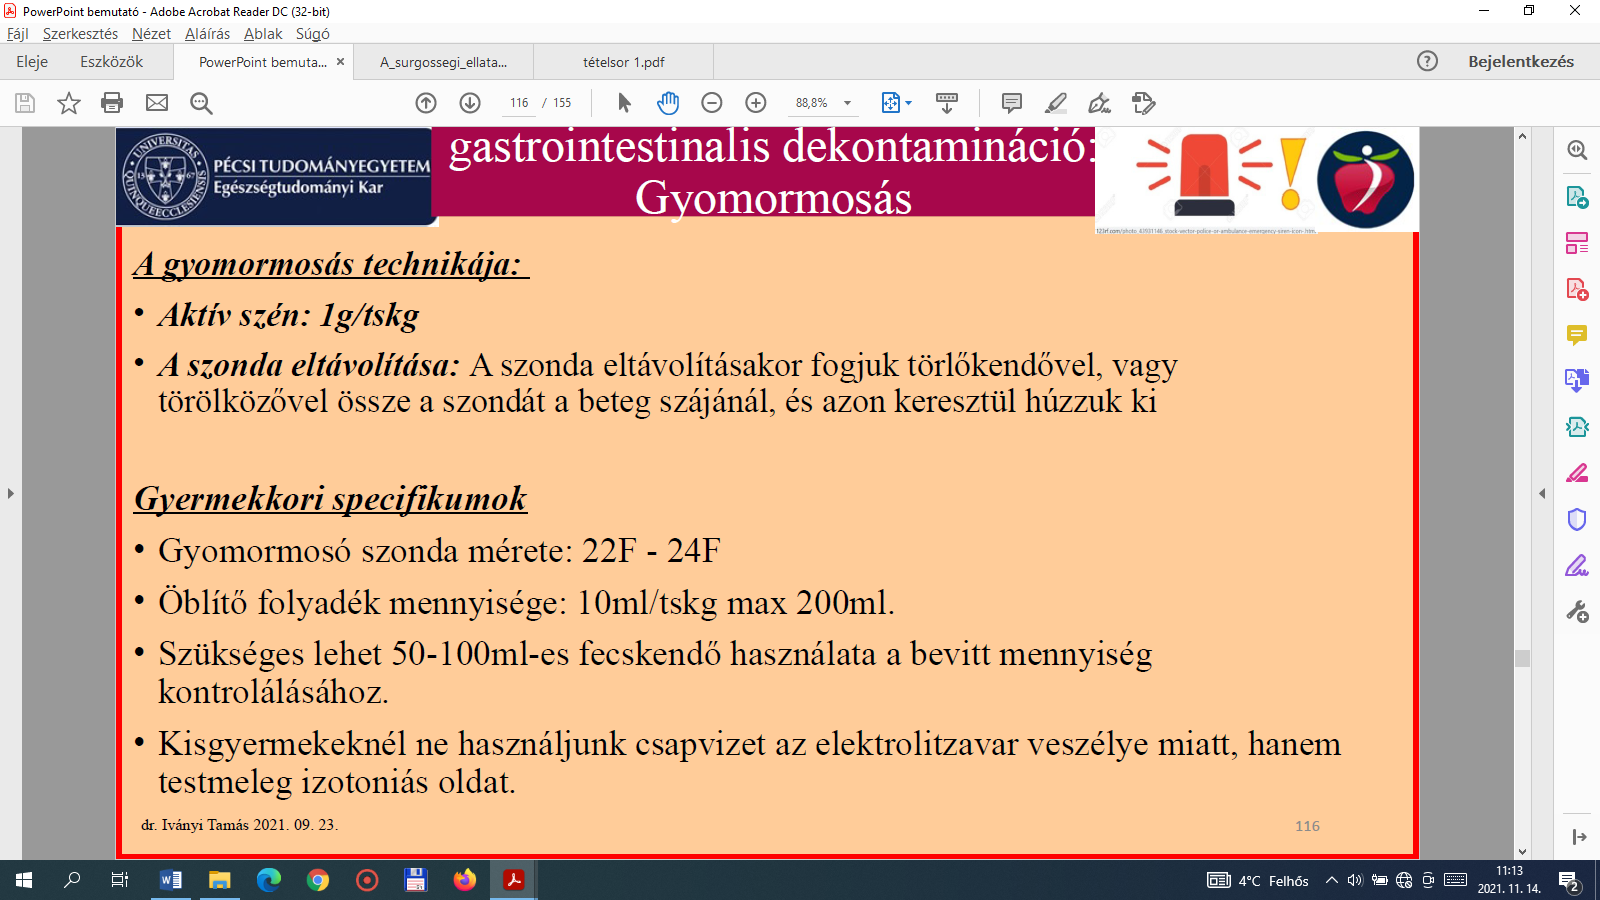 PowerPoint bemutató - Adobe Acrobat Reader DC (32-bit)
Fájl Szerkesztés Nézet Aláírás Ablak Súgó
Eleje Eszközök PowerPoint bemuta... × A_surgossegi_ellata... tételsor 1.pdf Bejelentkezés
116 / 155 88,8%
UNIVERSITAS QUINQUEECCLESIENSIS 1367
PÉCSI TUDOMÁNYEGYETEM
Egészségtudományi Kar
gastrointestinalis dekontamináció:
Gyomormosás
A gyomormosás technikája:
• Aktív szén: 1g/tskg
• A szonda eltávolítása: A szonda eltávolításakor fogjuk törlőkendővel, vagy
törölközővel össze a szondát a beteg szájánál, és azon keresztül húzzuk ki
Gyermekkori specifikumok
• Gyomormosó szonda mérete: 22F - 24F
• Öblítő folyadék mennyisége: 10ml/tskg max 200ml.
• Szükséges lehet 50-100ml-es fecskendő használata a bevitt mennyiség
kontrolálásához.
• Kisgyermekeknél ne használjunk csapvizet az elektrolitzavar veszélye miatt, hanem
testmeleg izotoniás oldat.
dr. Iványi Tamás 2021. 09. 23.
116
4°C Felhős
11:13
2021. 11. 14.
2